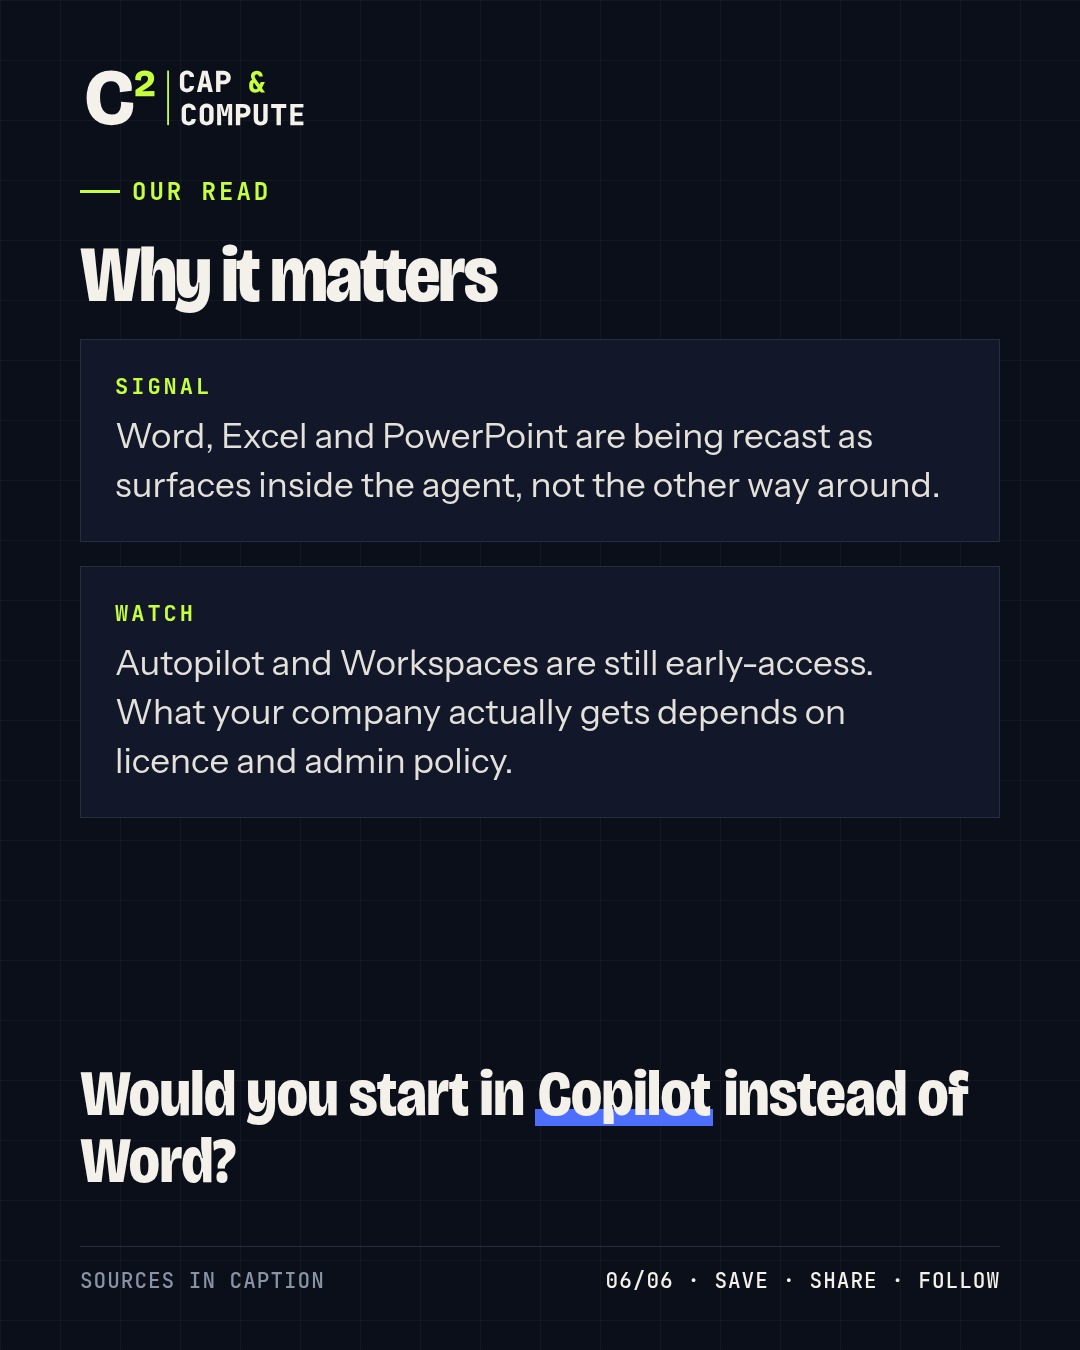 C² CAP &
COMPUTE
OUR READ
Why it matters
SIGNAL
Word, Excel and PowerPoint are being recast as
surfaces inside the agent, not the other way around.
WATCH
Autopilot and Workspaces are still early-access.
What your company actually gets depends on
licence and admin policy.
Would you start in Copilot instead of
Word?
SOURCES IN CAPTION
06/06 · SAVE · SHARE · FOLLOW